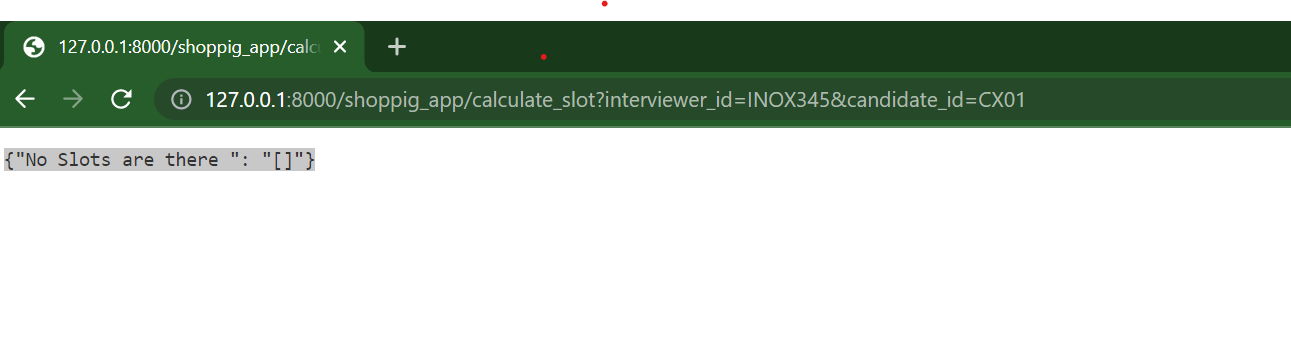 127.0.0.1:8000/shoppig_app/calc
127.0.0.1:8000/shoppig_app/calculate_slot?interviewer_id=INOX345&candidate_id=CX01
{"No Slots are there ": "[]"}